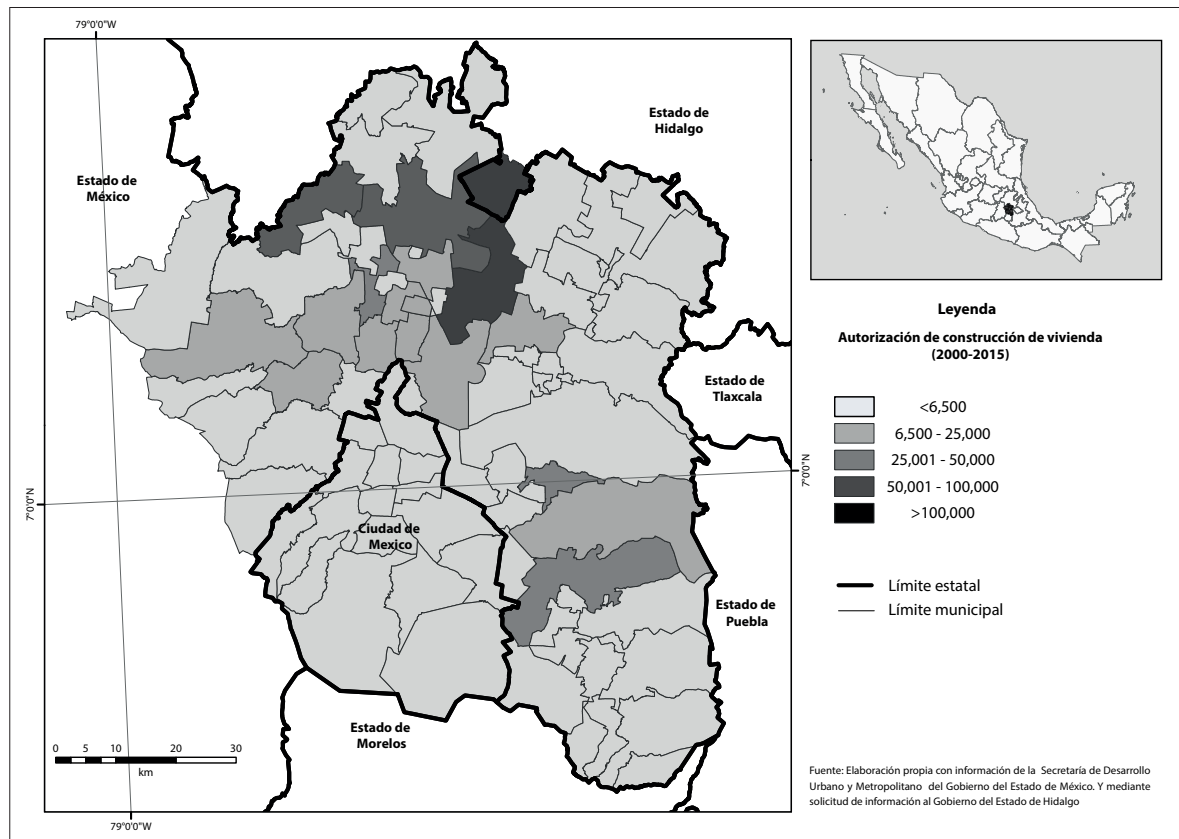 79°0'0"W
Estado de
Hidalgo
Estado de
México
Estado de
Tlaxcala
7°0'0"N
7°0'0"N
Ciudad de
Mexico
Estado de
Puebla
Estado de
Morelos
0 5 10 20 30
km
79°0'0"W
Leyenda
Autorización de construcción de vivienda
(2000-2015)
<6,500
6,500 - 25,000
25,001 - 50,000
50,001 - 100,000
>100,000
Límite estatal
Límite municipal
Fuente: Elaboración propia con información de la Secretaría de Desarrollo
Urbano y Metropolitano del Gobierno del Estado de México. Y mediante
solicitud de información al Gobierno del Estado de Hidalgo